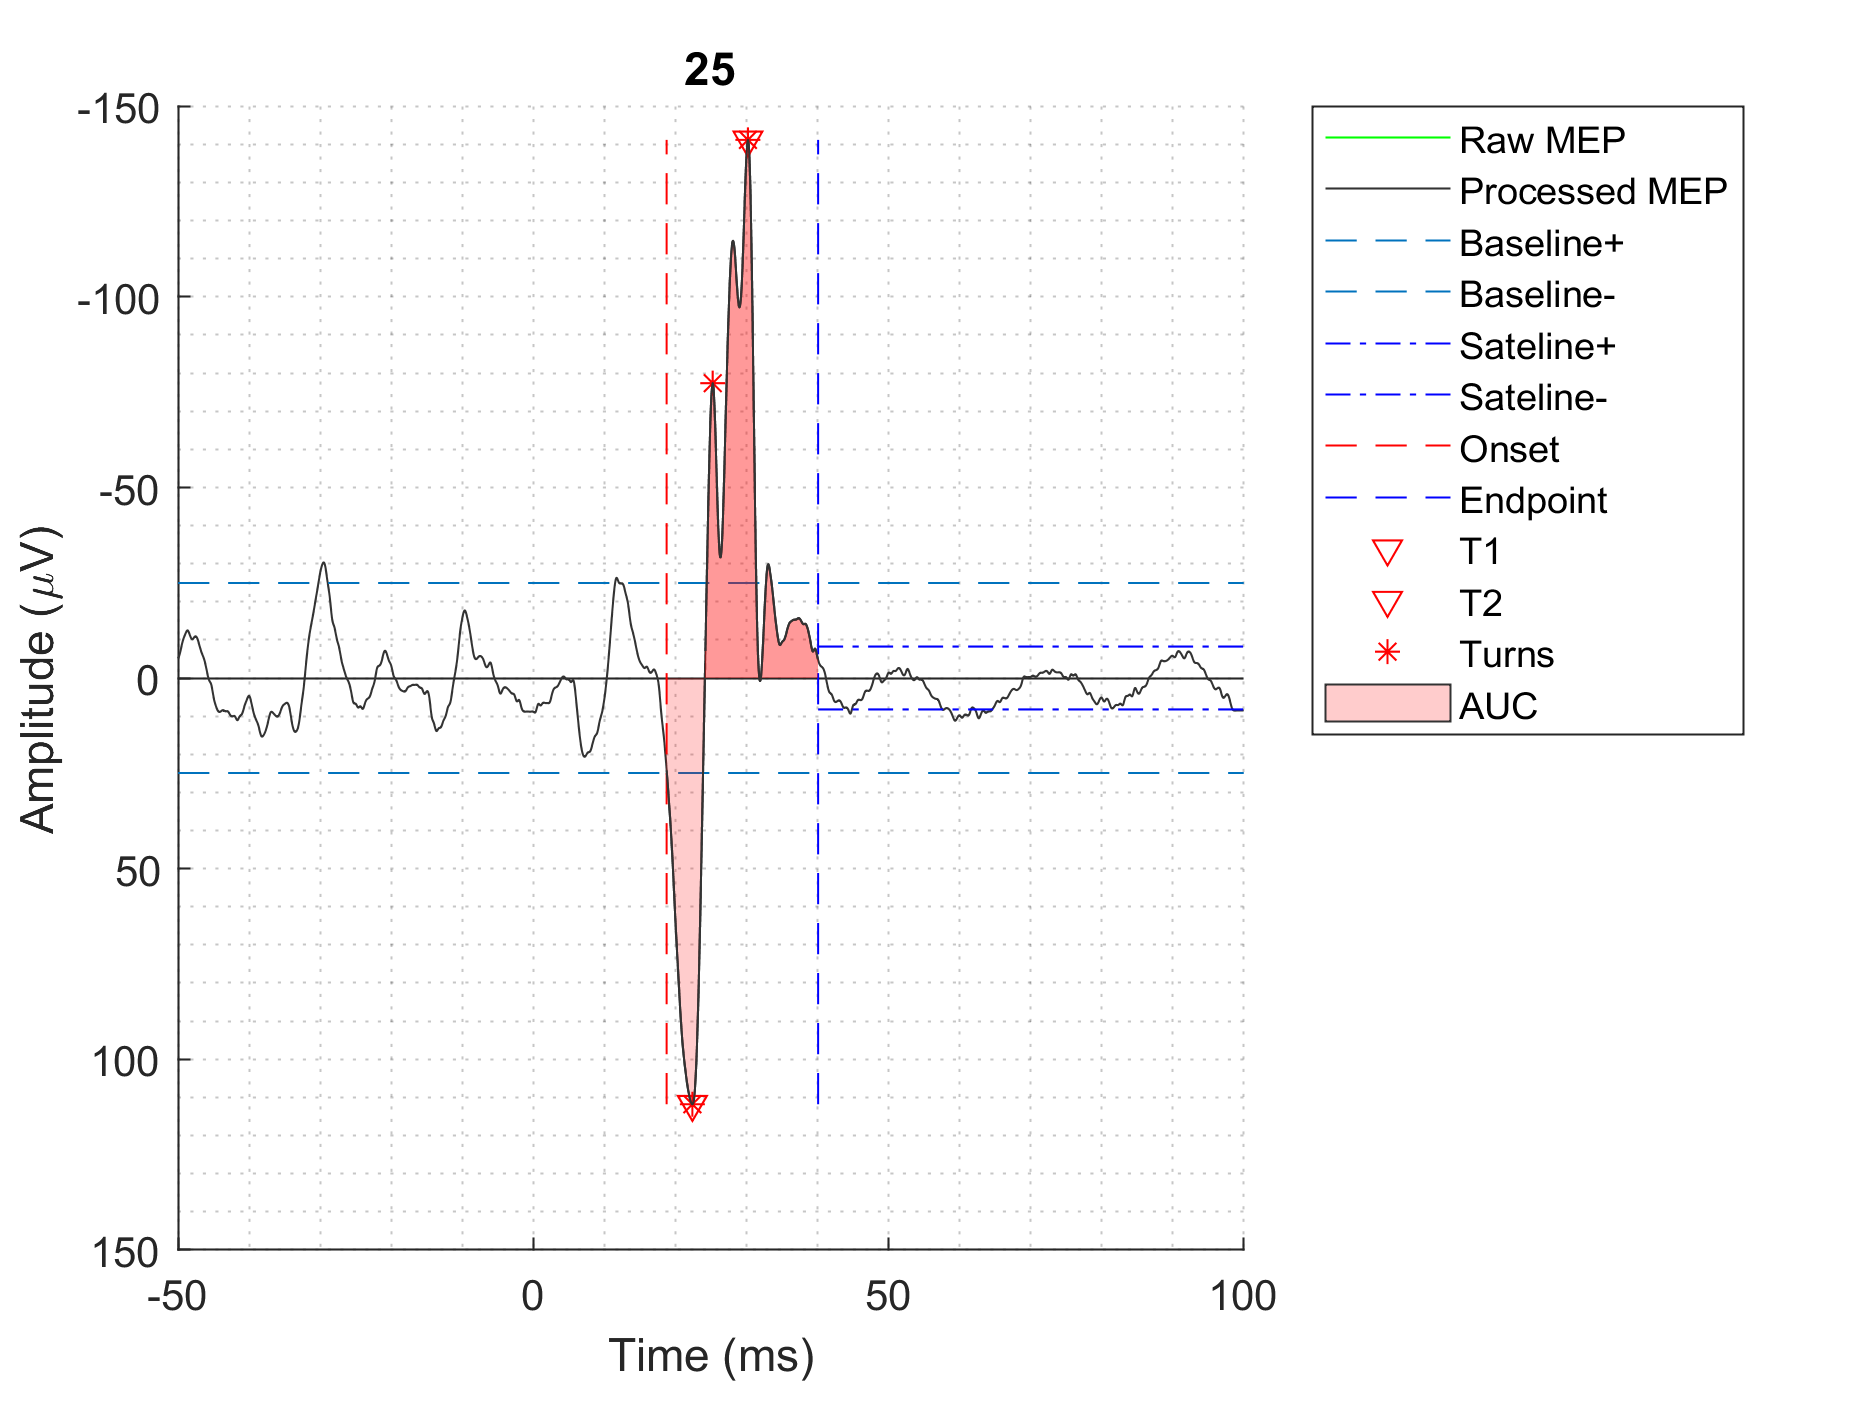 25
-150
-100
-50
0
50
100
150
Amplitude (μV)
-50 0 50 100
Time (ms)
Raw MEP
Processed MEP
Baseline+
Baseline-
Sateline+
Sateline-
Onset
Endpoint
T1
T2
Turns
AUC